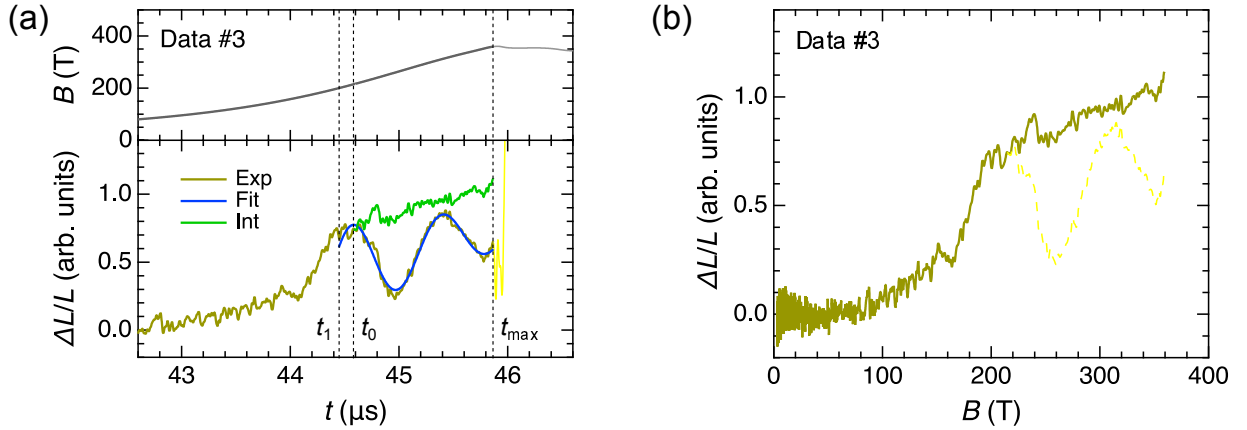 (a)
Data #3
B (T)
400
200
0
Exp
Fit
Int
ΔL/L (arb. units)
1.0
0.5
0.0
t1
t0
tmax
43
44
45
46
t (μs)
(b)
Data #3
ΔL/L (arb. units)
1.0
0.5
0.0
0
100
200
300
400
B (T)